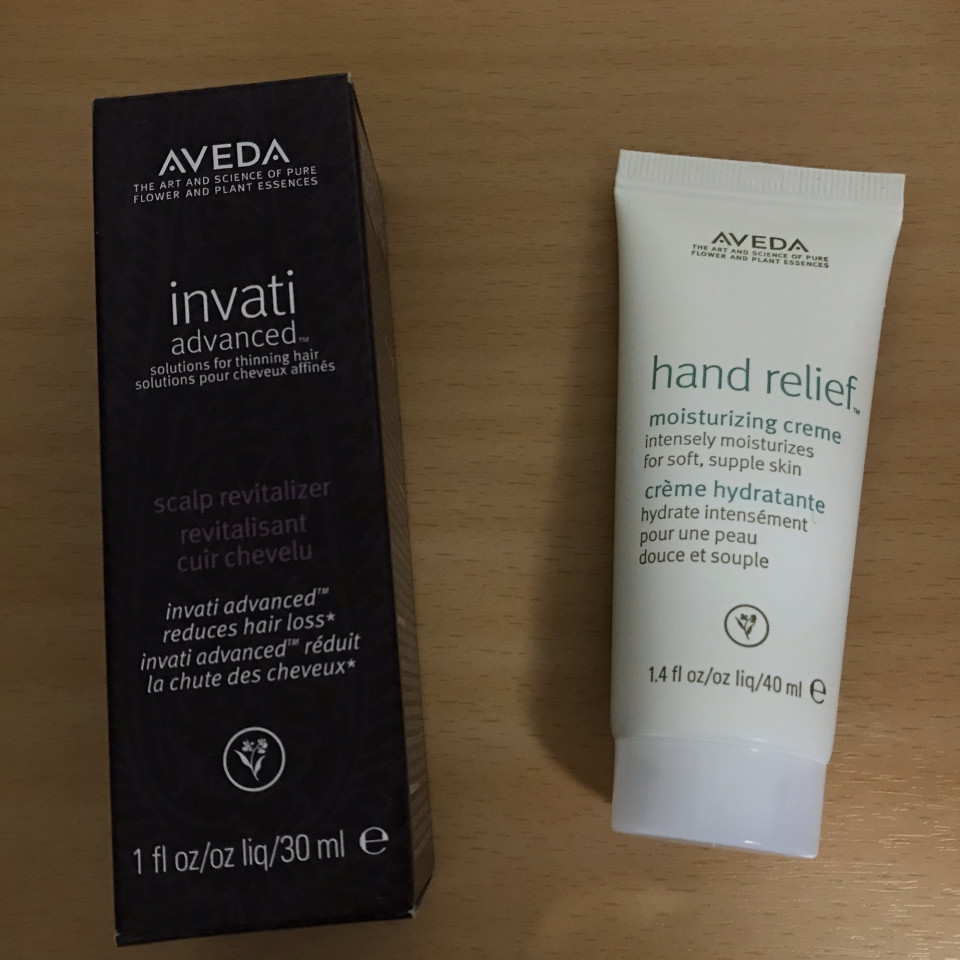 AVEDA
THE ART AND SCIENCE OF PURE
FLOWER AND PLANT ESSENCES
invati
advanced™
solutions for thinning hair
solutions pour cheveux affinés
scalp revitalizer
revitalisant
cuir chevelu
invati advanced™
reduces hair loss*
invati advanced™ réduit
la chute des cheveux*
1 fl oz/oz liq/30 ml ℮
AVEDA
THE ART AND SCIENCE OF PURE
FLOWER AND PLANT ESSENCES
hand relief™
moisturizing creme
intensely moisturizes
for soft, supple skin
crème hydratante
hydrate intensément
pour une peau
douce et souple
1.4 fl oz/oz liq/40 ml ℮